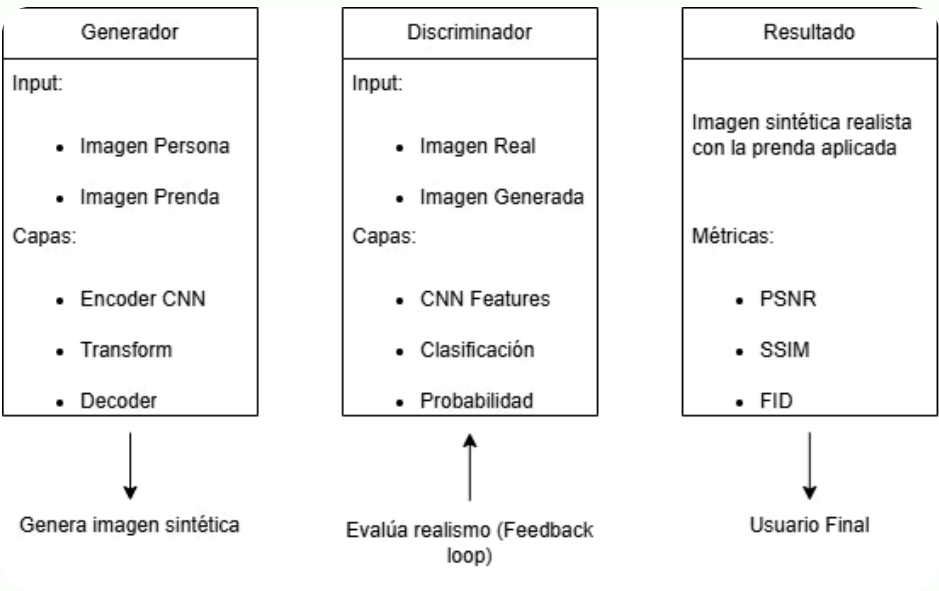 Generador
Input:
• Imagen Persona
• Imagen Prenda
Capas:
• Encoder CNN
• Transform
• Decoder
Genera imagen sintética
Discriminador
Input:
• Imagen Real
• Imagen Generada
Capas:
• CNN Features
• Clasificación
• Probabilidad
Evalúa realismo (Feedback
loop)
Resultado
Imagen sintética realista
con la prenda aplicada
Métricas:
• PSNR
• SSIM
• FID
Usuario Final